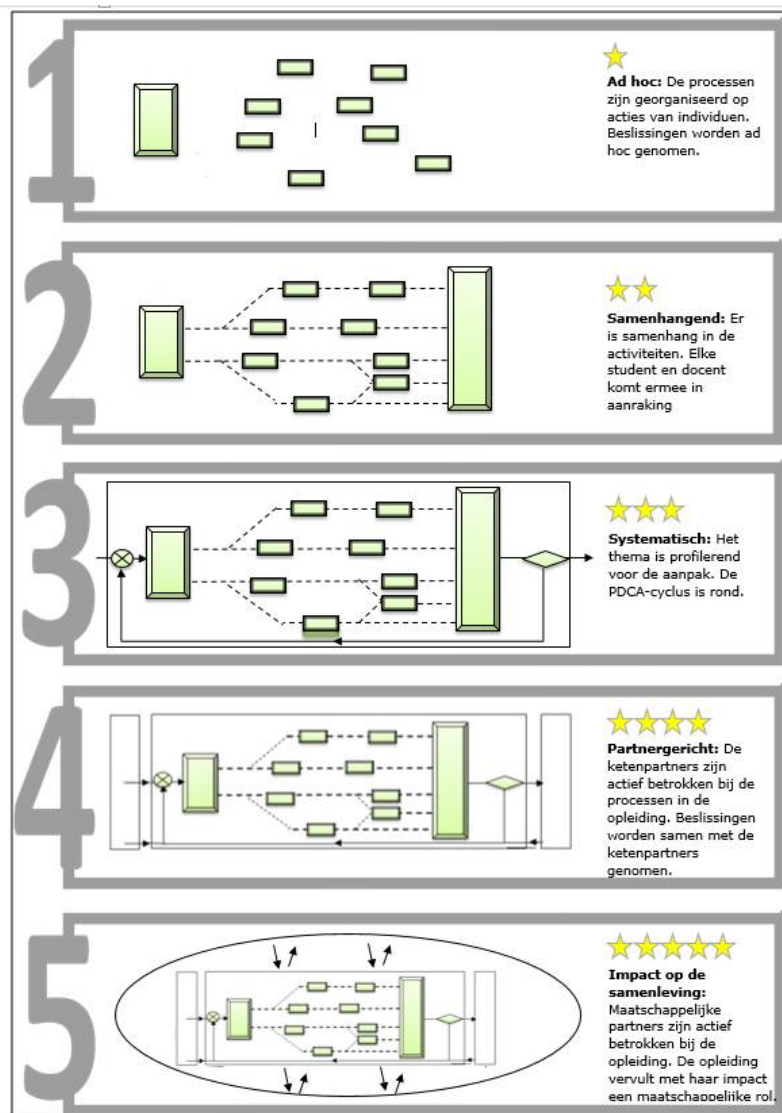 1
Ad hoc: De processen
zijn georganiseerd op
acties van individuen.
Beslissingen worden ad
hoc genomen.
2
Samenhangend: Er
is samenhang in de
activiteiten. Elke
student en docent
komt ermee in
aanraking
3
Systematisch: Het
thema is profilerend
voor de aanpak. De
PDCA-cyclus is rond.
4
Partnergericht: De
ketenpartners zijn
actief betrokken bij de
processen in de
opleiding. Beslissingen
worden samen met de
ketenpartners
genomen.
5
Impact op de
samenleving:
Maatschappelijke
partners zijn actief
betrokken bij de
opleiding. De opleiding
vervult met haar impact
een maatschappelijke rol.